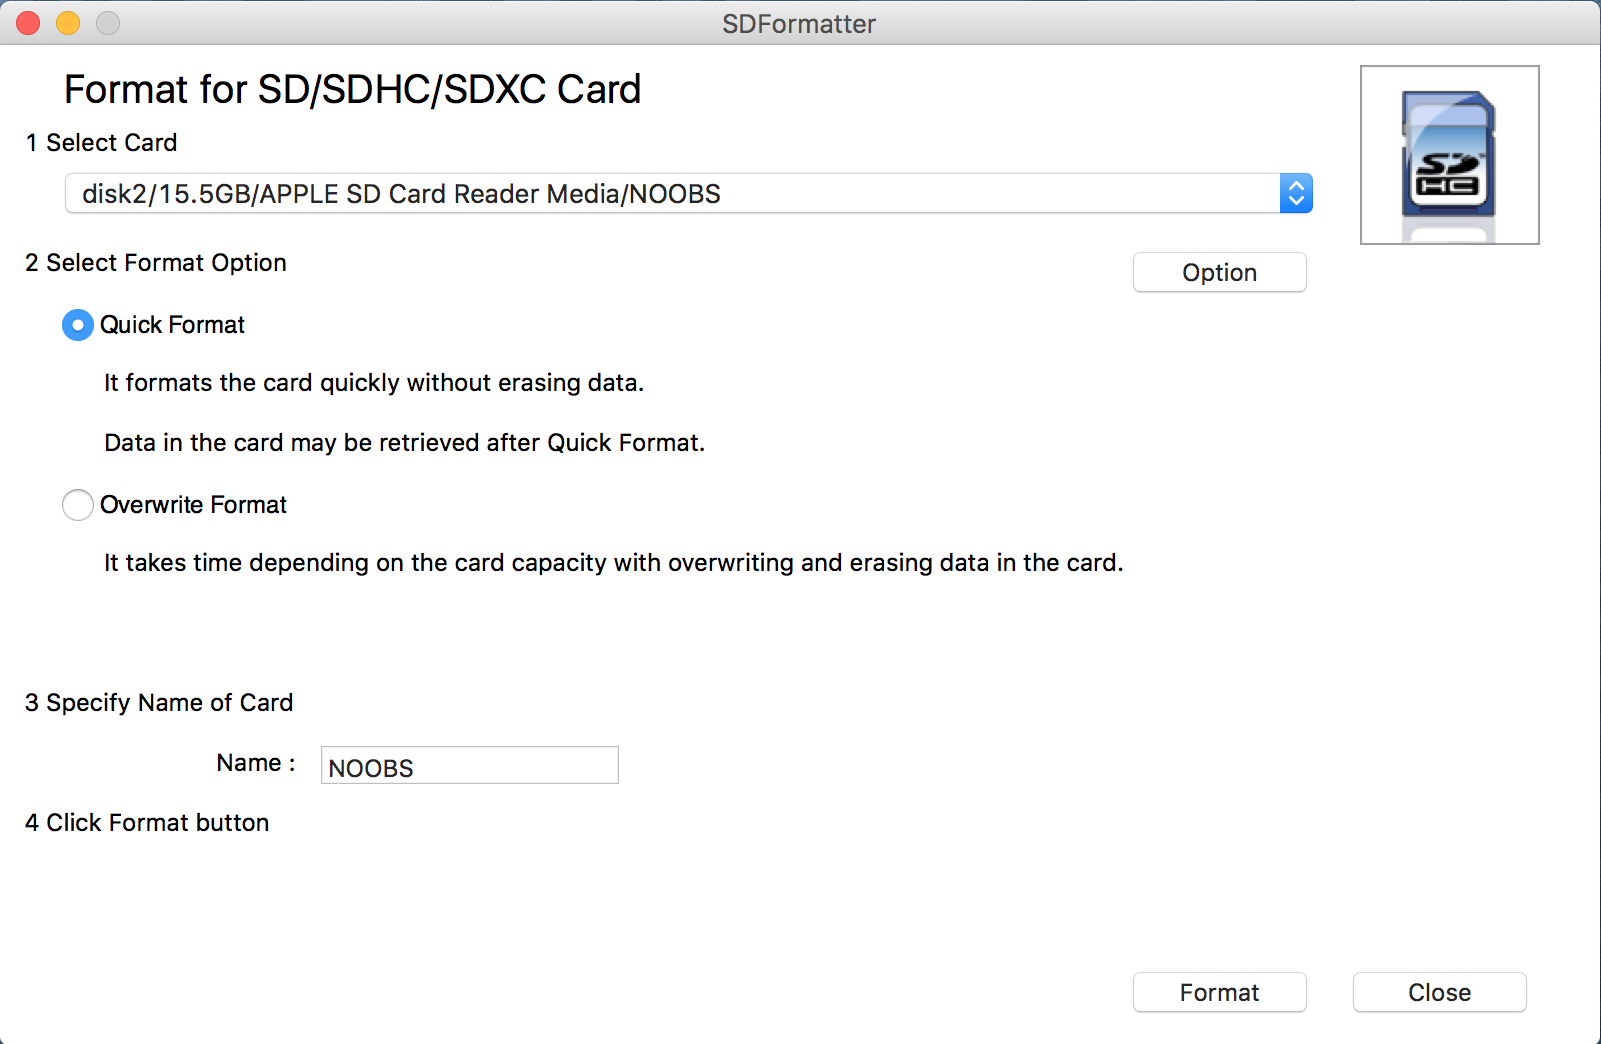 SDFormatter
Format for SD/SDHC/SDXC Card
1 Select Card
disk2/15.5GB/APPLE SD Card Reader Media/NOOBS
SD
HC
2 Select Format Option
Option
Quick Format
It formats the card quickly without erasing data.
Data in the card may be retrieved after Quick Format.
Overwrite Format
It takes time depending on the card capacity with overwriting and erasing data in the card.
3 Specify Name of Card
Name : NOOBS
4 Click Format button
Format Close